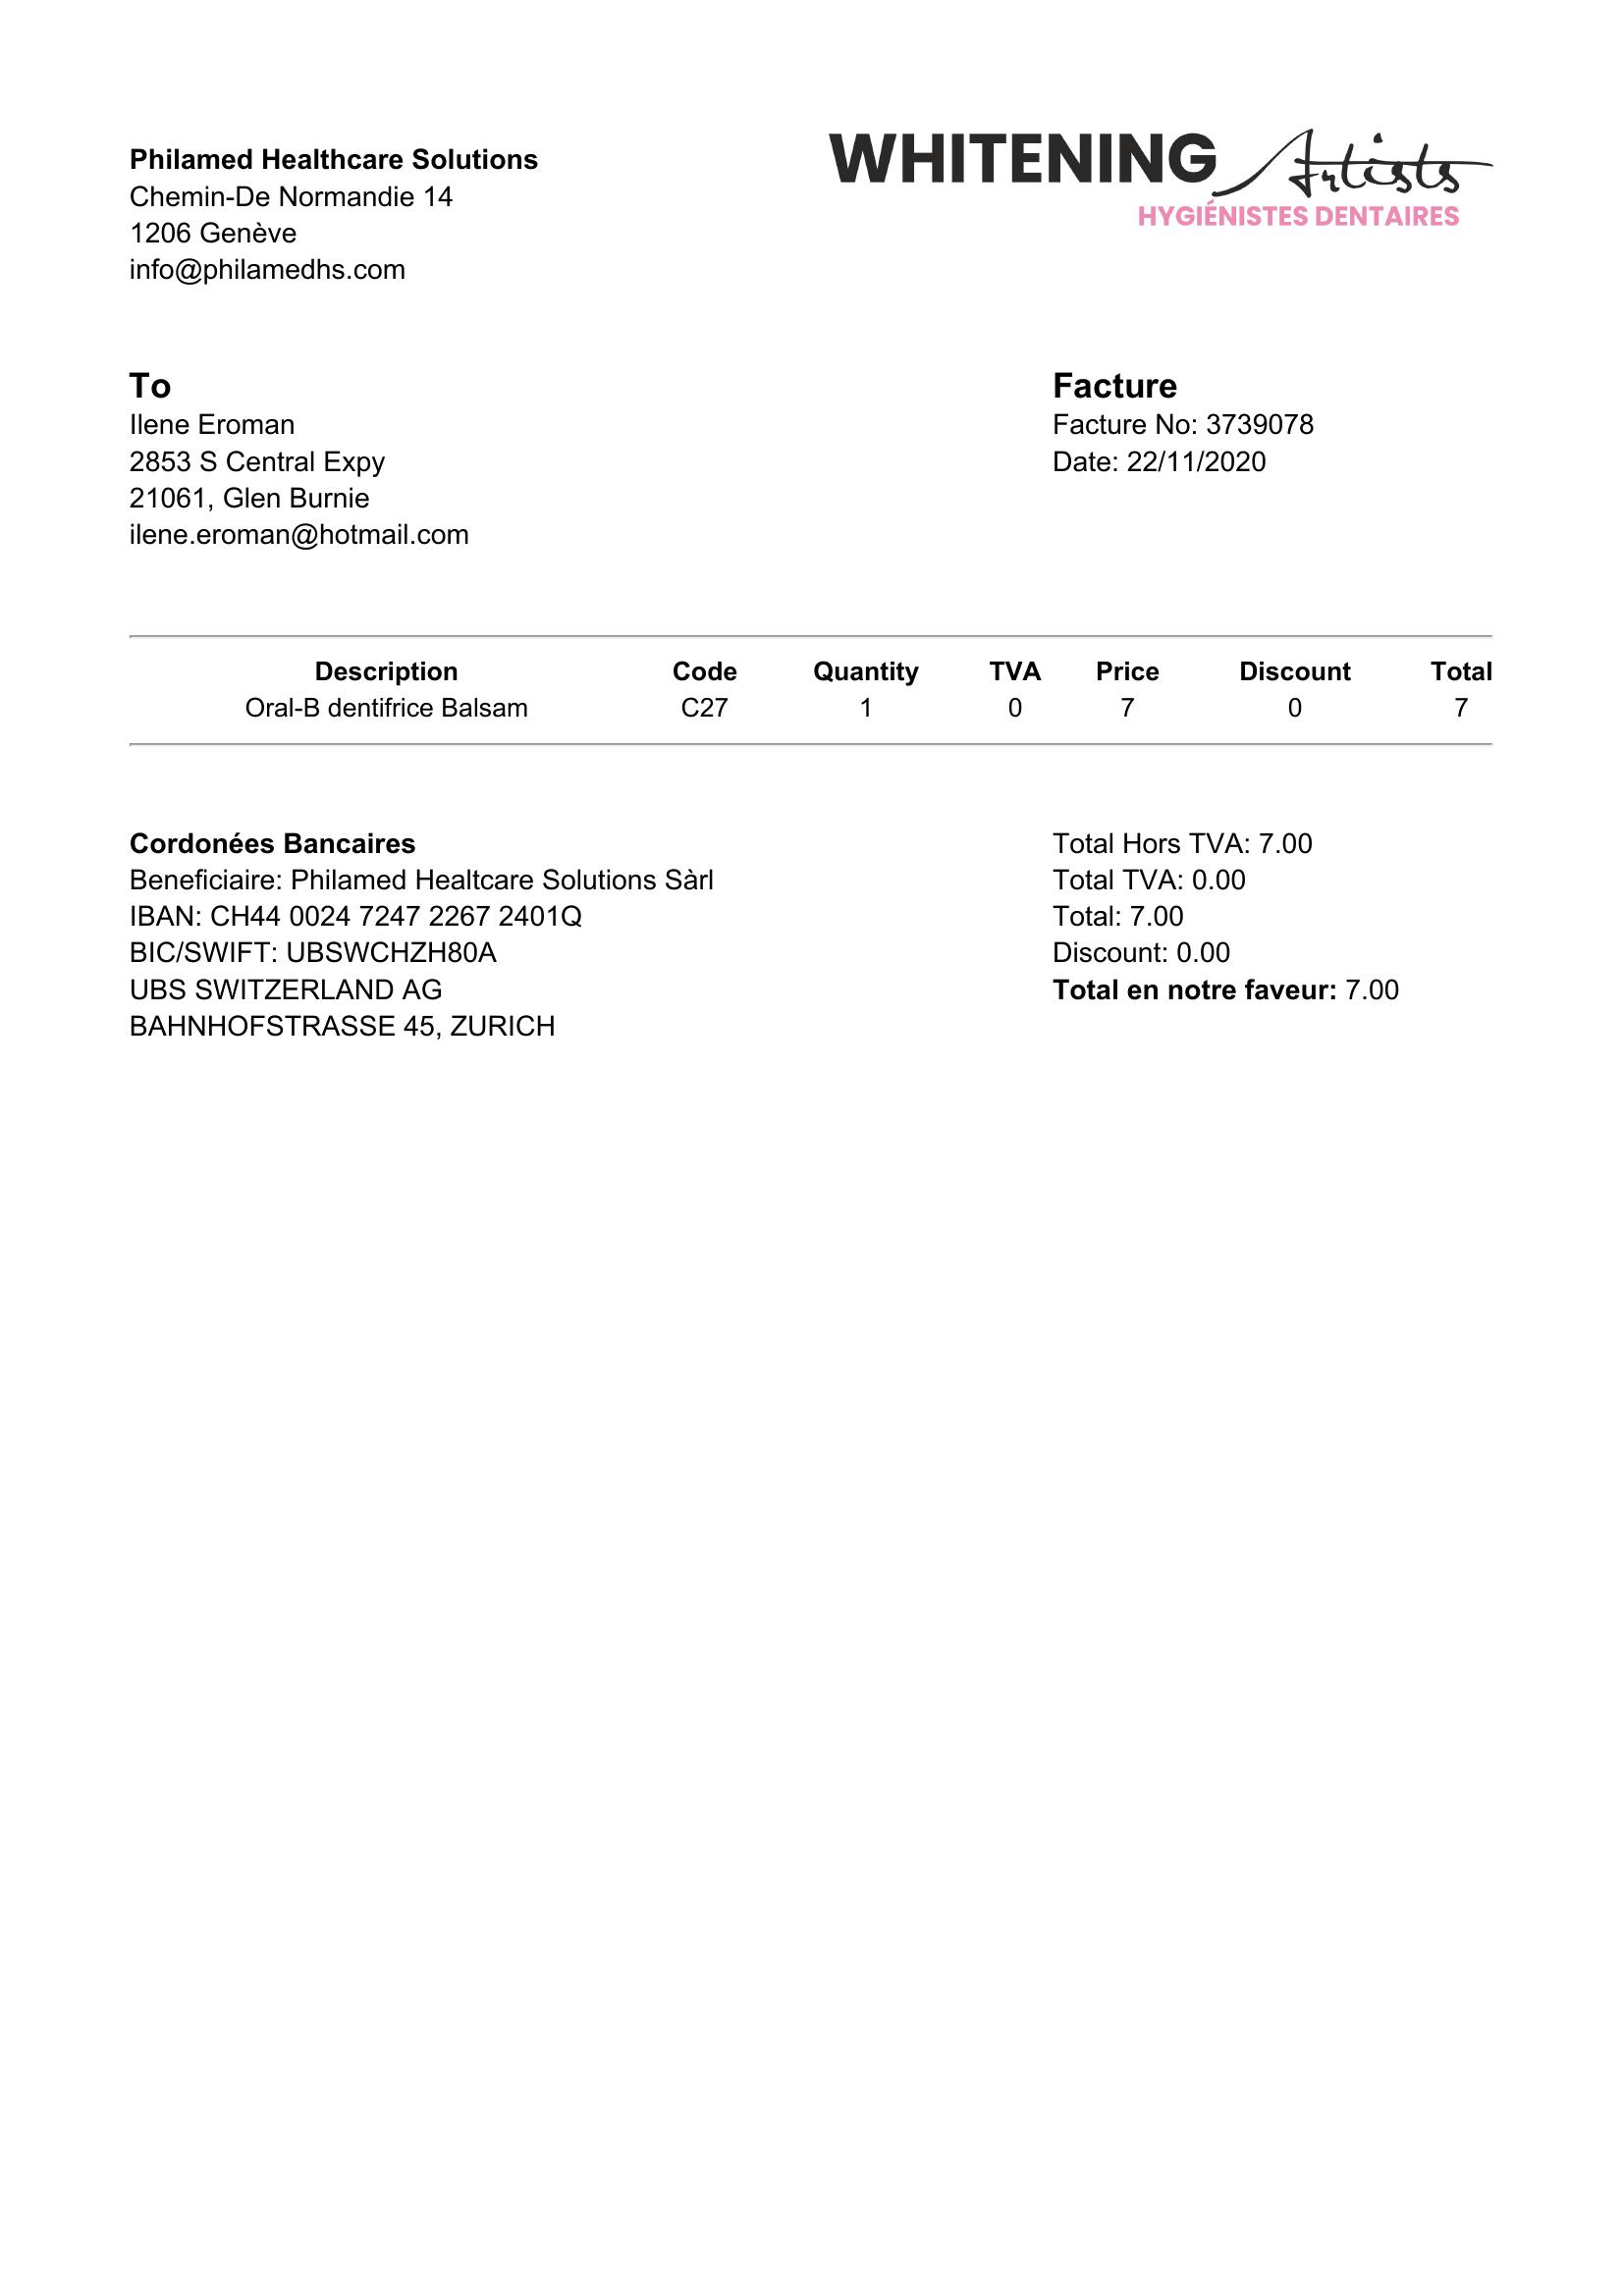 Philamed Healthcare Solutions
Chemin-De Normandie 14
1206 Genève
info@philamedhs.com
WHITENING Artists
HYGIÉNISTES DENTAIRES
To
Ilene Eroman
2853 S Central Expy
21061, Glen Burnie
ilene.eroman@hotmail.com
Facture
Facture No: 3739078
Date: 22/11/2020
Description Code Quantity TVA Price Discount Total
Oral-B dentifrice Balsam C27 1 0 7 0 7
Cordonées Bancaires
Beneficiaire: Philamed Healtcare Solutions Sàrl
IBAN: CH44 0024 7247 2267 2401Q
BIC/SWIFT: UBSWCHZH80A
UBS SWITZERLAND AG
BAHNHOFSTRASSE 45, ZURICH
Total Hors TVA: 7.00
Total TVA: 0.00
Total: 7.00
Discount: 0.00
Total en notre faveur: 7.00